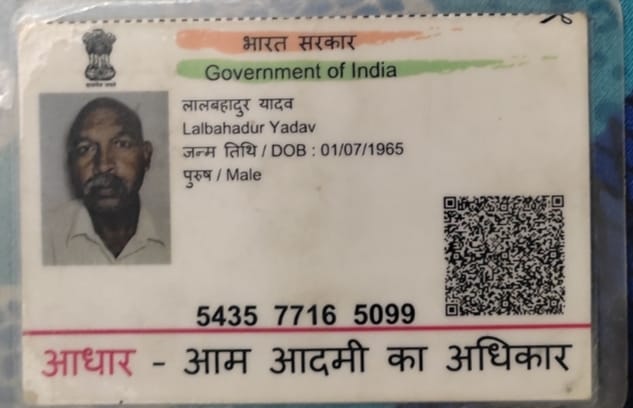 भारत सरकार
Government of India
लालबहादुर यादव
Lalbahadur Yadav
जन्म तिथि / DOB : 01/07/1965
पुरुष / Male
5435 7716 5099
आधार - आम आदमी का अधिकार